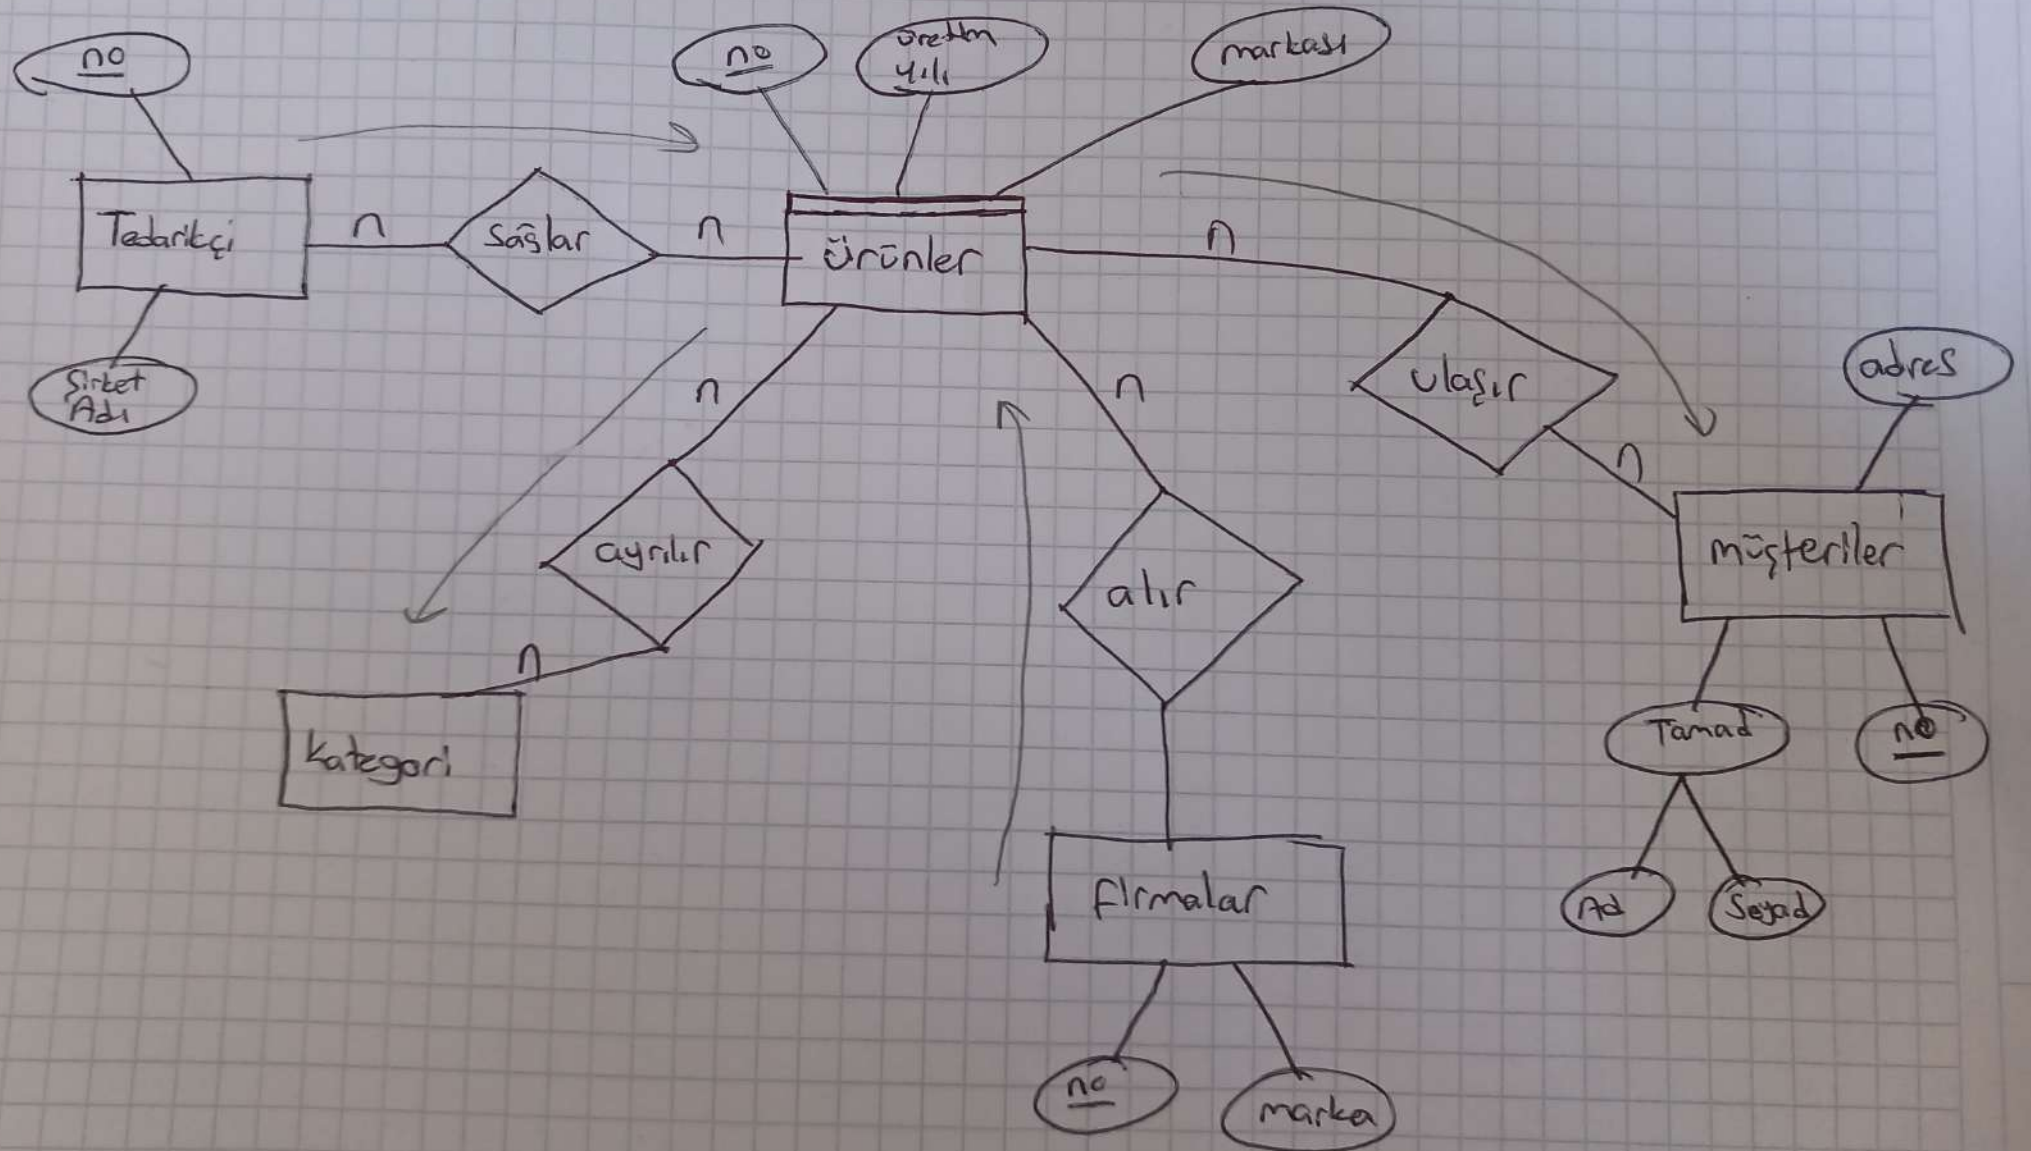 no
no
üretim
yılı
markası
Tedarikçi
n
sağlar
n
ürünler
n
Şirket
Adı
n
n
ulaşır
adres
n
ayrılır
alır
müşteriler
n
Kategori
Tamad
no
firmalar
Ad
Soyad
no
marka